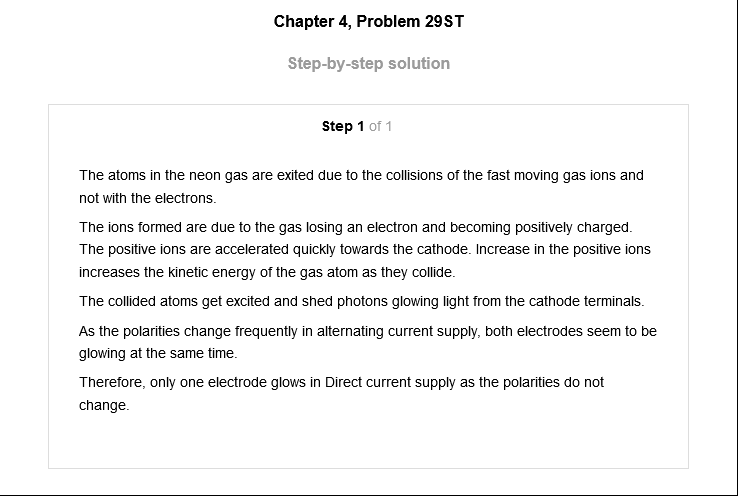 Chapter 4, Problem 29ST
Step-by-step solution
Step 1 of 1
The atoms in the neon gas are exited due to the collisions of the fast moving gas ions and
not with the electrons.
The ions formed are due to the gas losing an electron and becoming positively charged.
The positive ions are accelerated quickly towards the cathode. Increase in the positive ions
increases the kinetic energy of the gas atom as they collide.
The collided atoms get excited and shed photons glowing light from the cathode terminals.
As the polarities change frequently in alternating current supply, both electrodes seem to be
glowing at the same time.
Therefore, only one electrode glows in Direct current supply as the polarities do not
change.